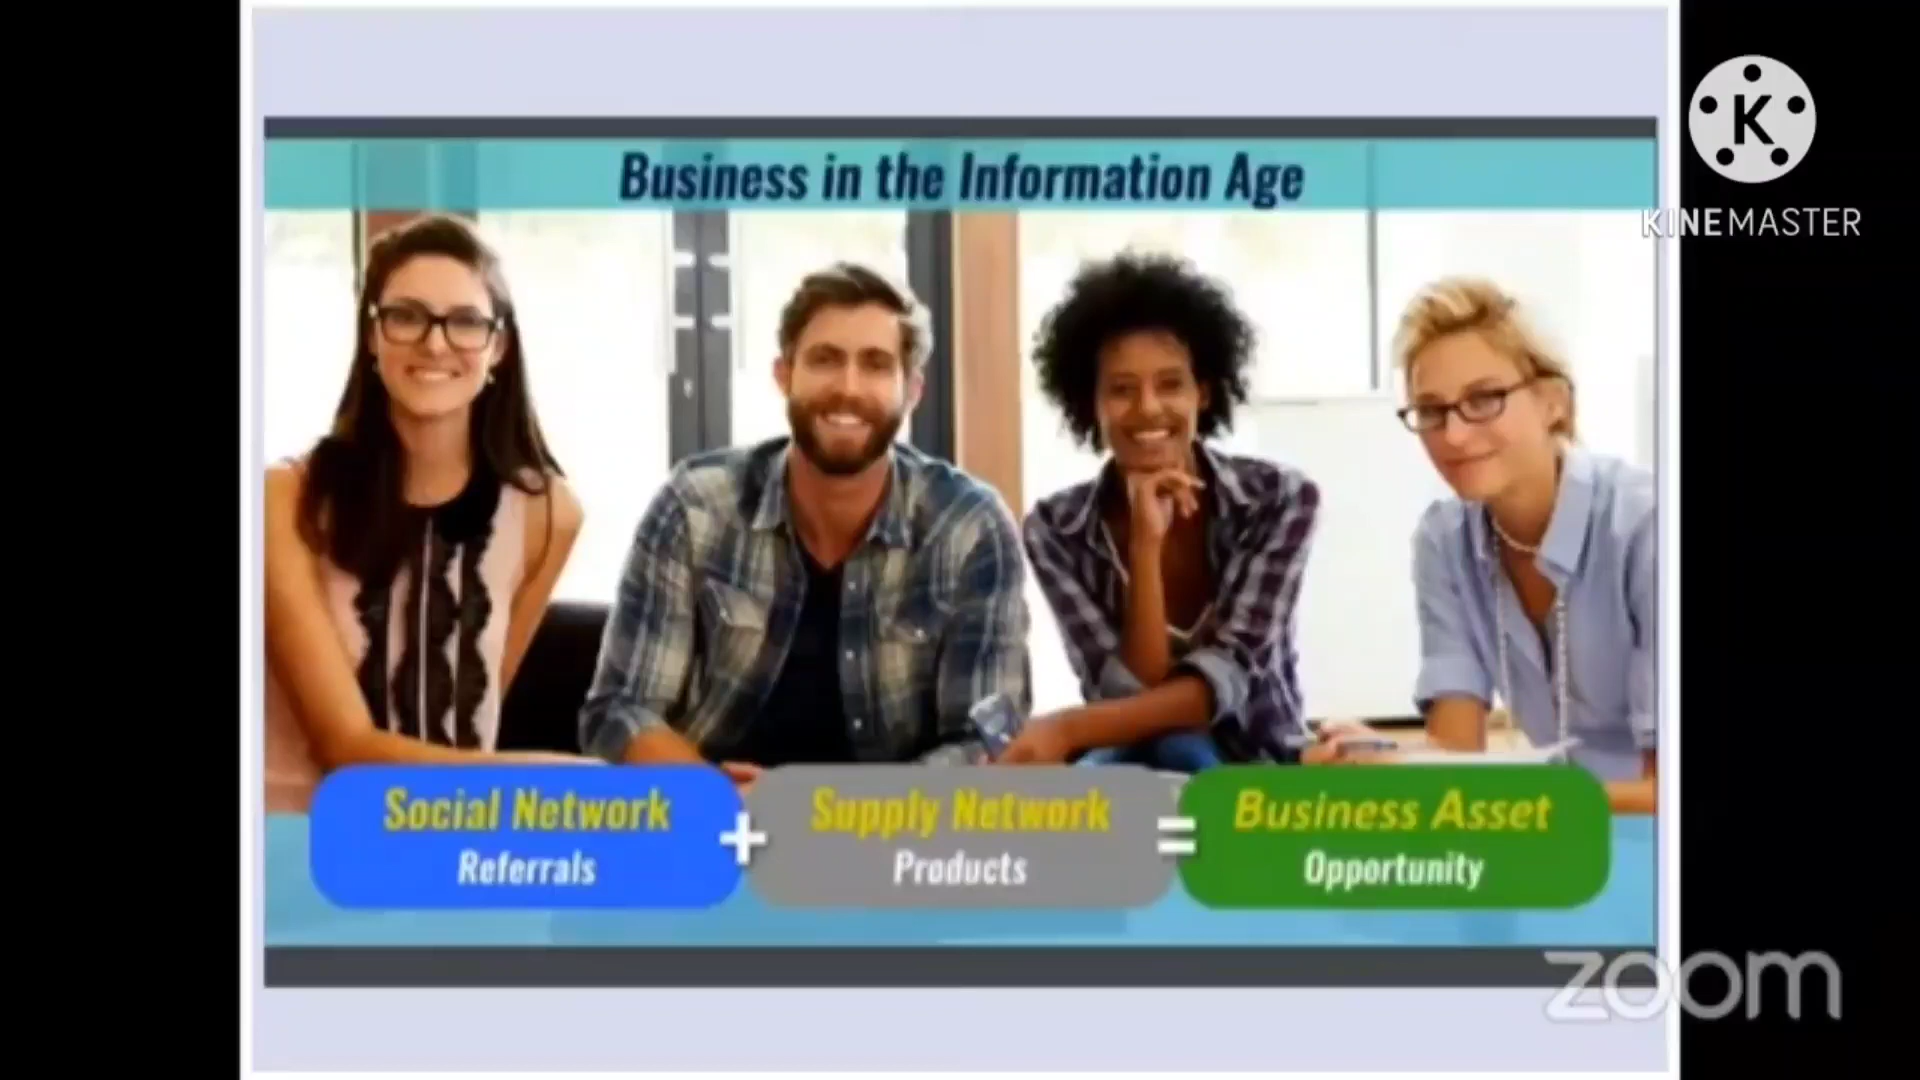 Business in the Information Age
K
KINEMASTER
Social Network
Referrals
+
Supply Network
Products
=
Business Asset
Opportunity
zoom